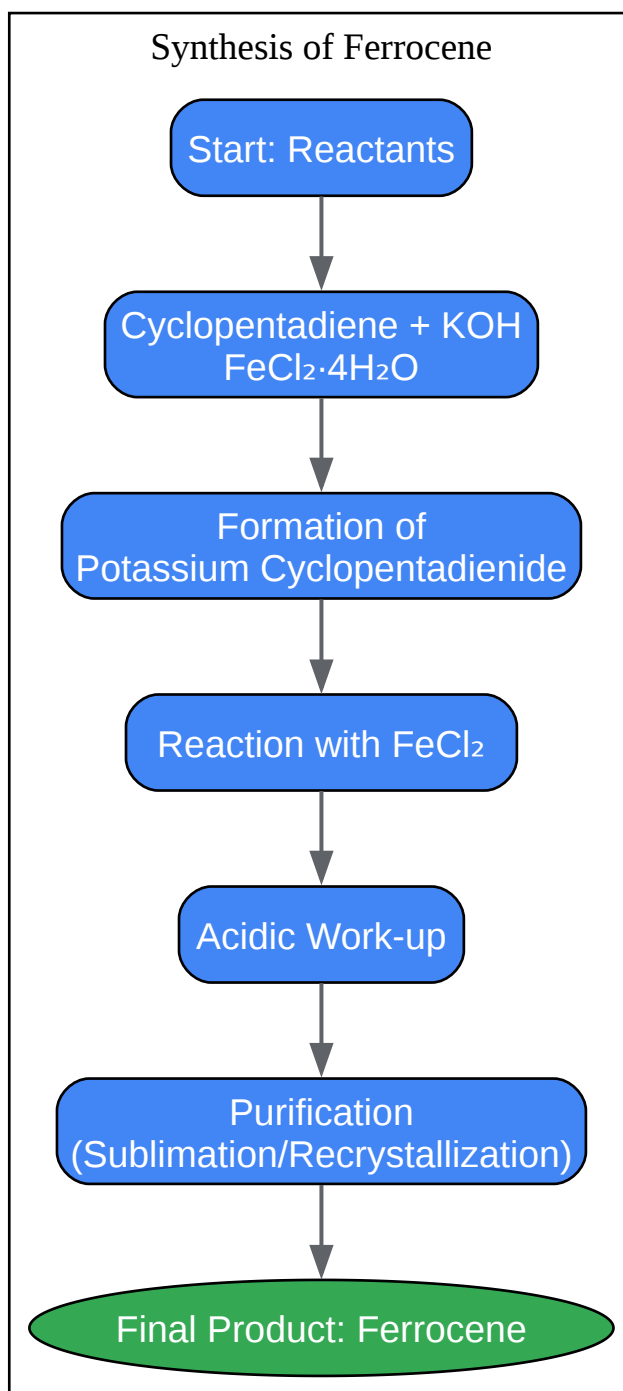 Synthesis of Ferrocene
Start: Reactants
Cyclopentadiene + KOH
FeCl₂·4H₂O
Formation of
Potassium Cyclopentadienide
Reaction with FeCl₂
Acidic Work-up
Purification
(Sublimation/Recrystallization)
Final Product: Ferrocene